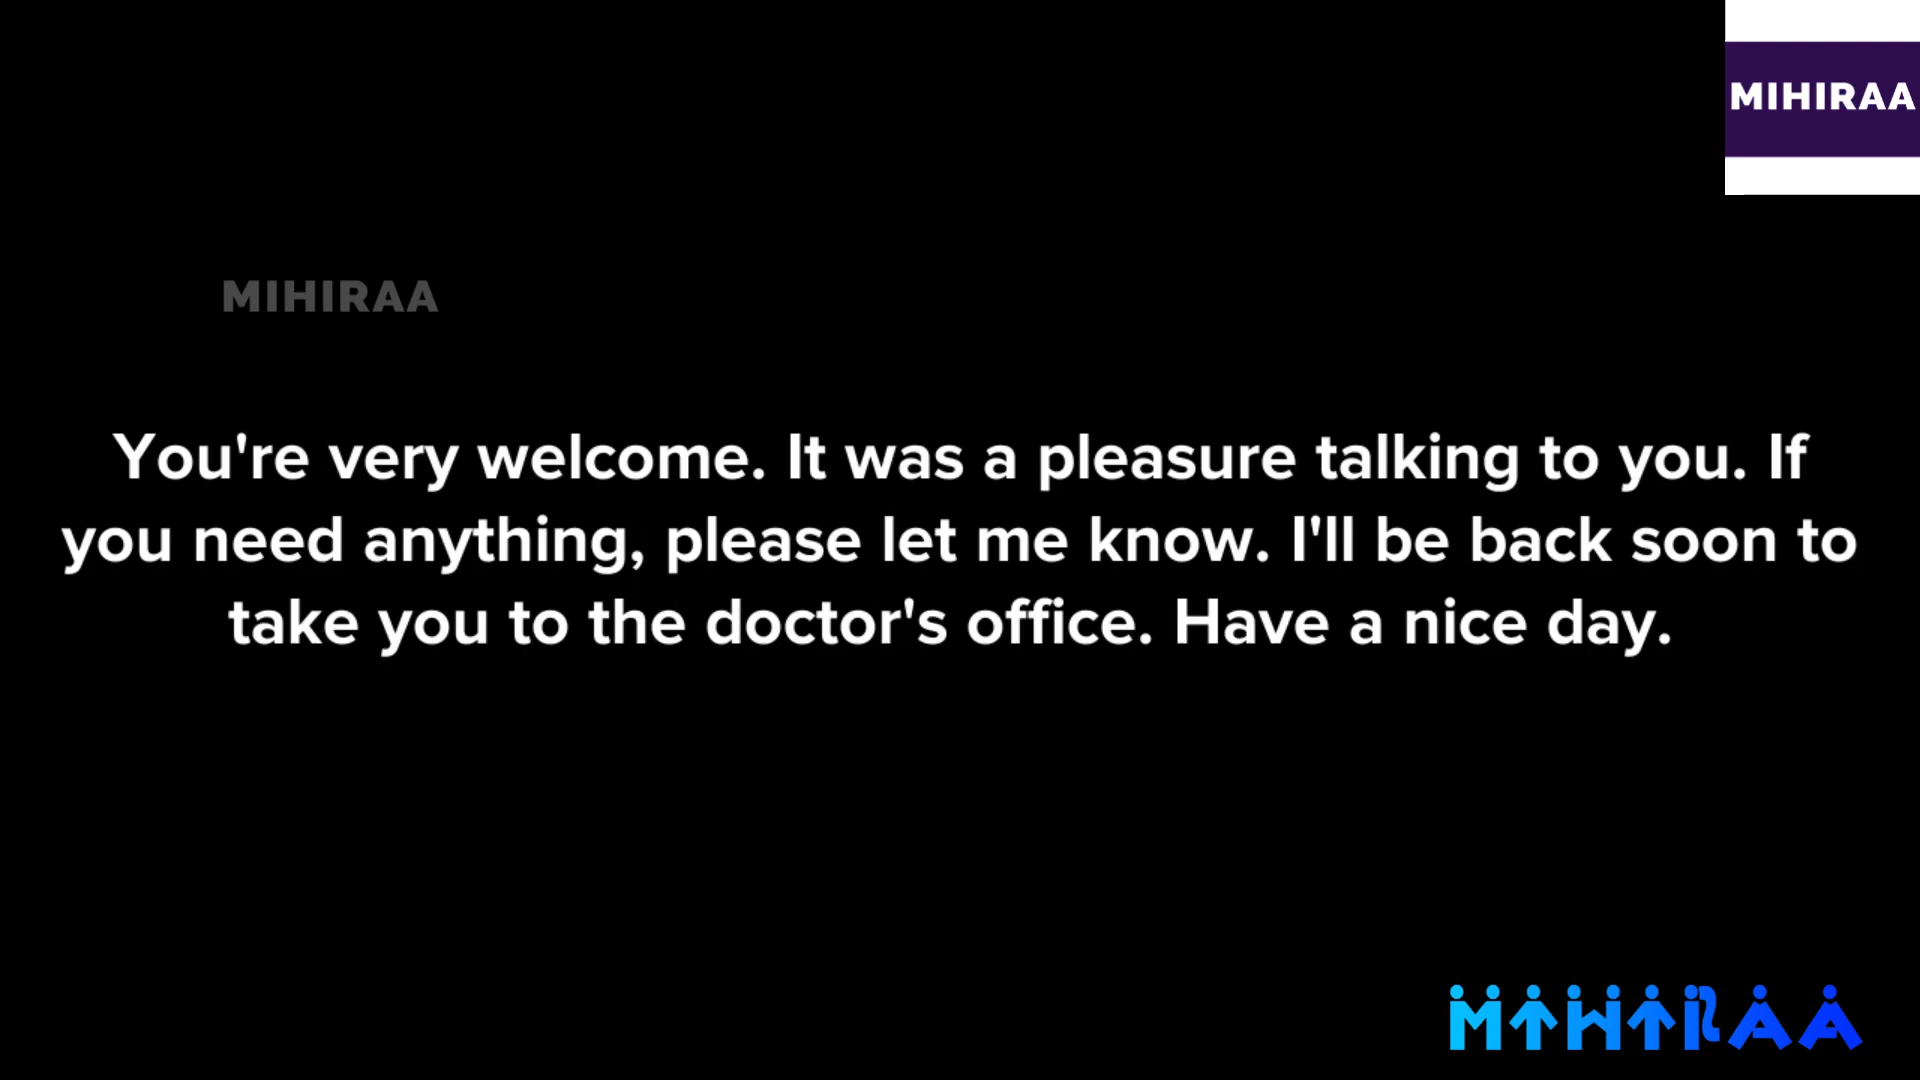 MIHIRAA
MIHIRAA
You're very welcome. It was a pleasure talking to you. If
you need anything, please let me know. I'll be back soon to
take you to the doctor's office. Have a nice day.
MIHIRAA